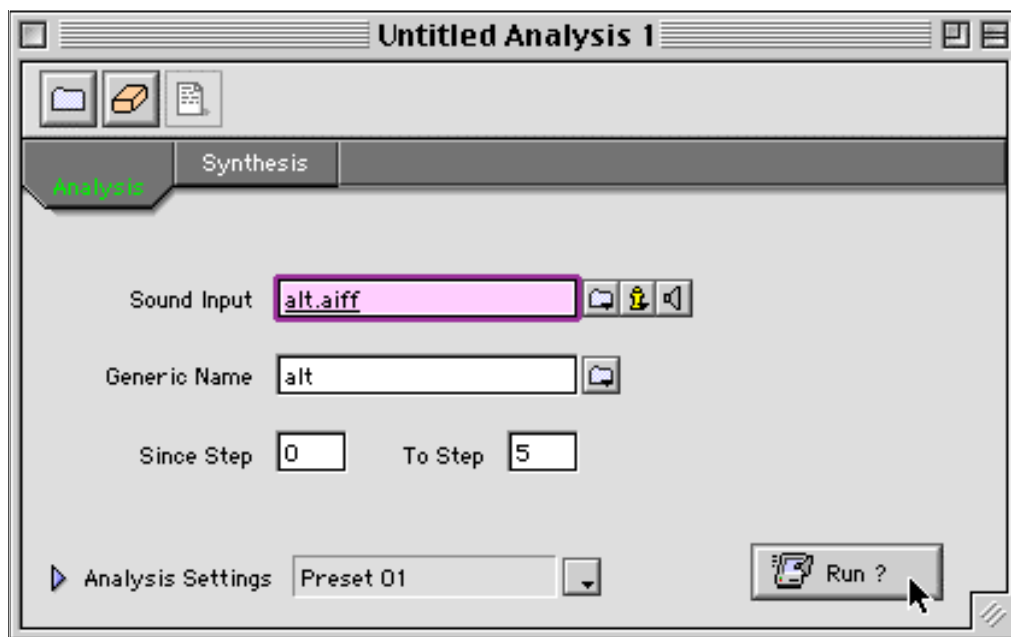 Untitled Analysis 1
Analysis
Synthesis
Sound Input alt.aiff
Generic Name alt
Since Step 0 To Step 5
Analysis Settings Preset 01
Run ?